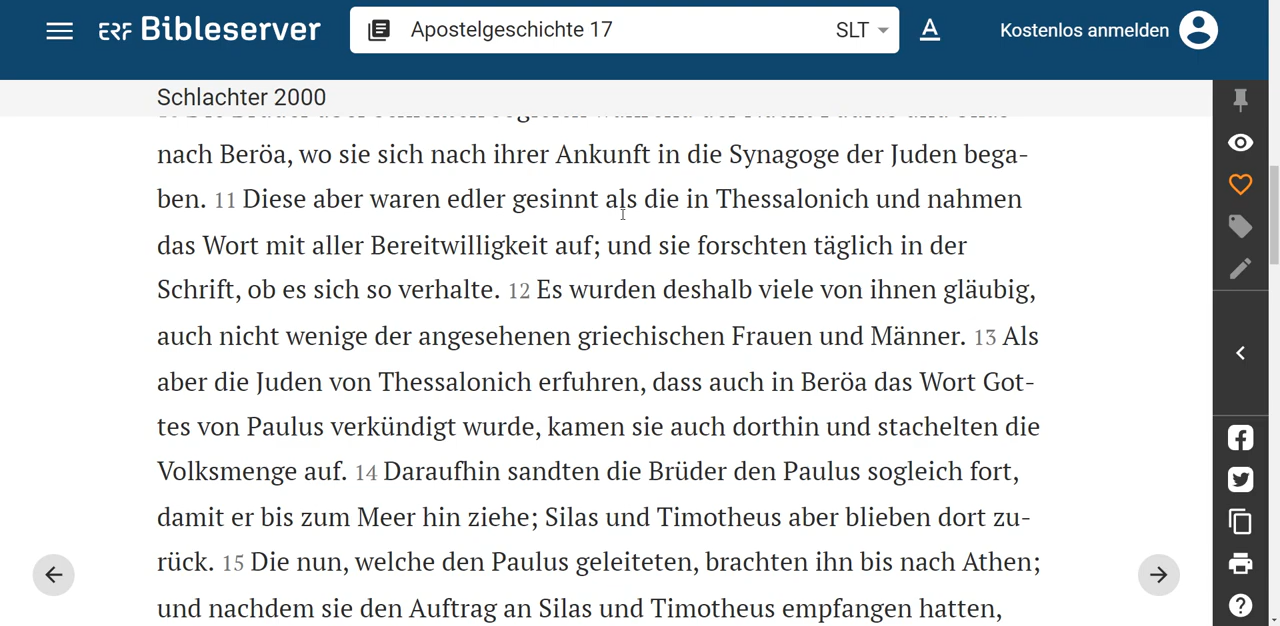 ERF Bibleserver
Apostelgeschichte 17
SLT
A
Kostenlos anmelden
Schlachter 2000
nach Beröa, wo sie sich nach ihrer Ankunft in die Synagoge der Juden bega-
ben. 11 Diese aber waren edler gesinnt als die in Thessalonich und nahmen
das Wort mit aller Bereitwilligkeit auf; und sie forschten täglich in der
Schrift, ob es sich so verhalte. 12 Es wurden deshalb viele von ihnen gläubig,
auch nicht wenige der angesehenen griechischen Frauen und Männer. 13 Als
aber die Juden von Thessalonich erfuhren, dass auch in Beröa das Wort Got-
tes von Paulus verkündigt wurde, kamen sie auch dorthin und stachelten die
Volksmenge auf. 14 Daraufhin sandten die Brüder den Paulus sogleich fort,
damit er bis zum Meer hin ziehe; Silas und Timotheus aber blieben dort zu-
rück. 15 Die nun, welche den Paulus geleiteten, brachten ihn bis nach Athen;
und nachdem sie den Auftrag an Silas und Timotheus empfangen hatten,